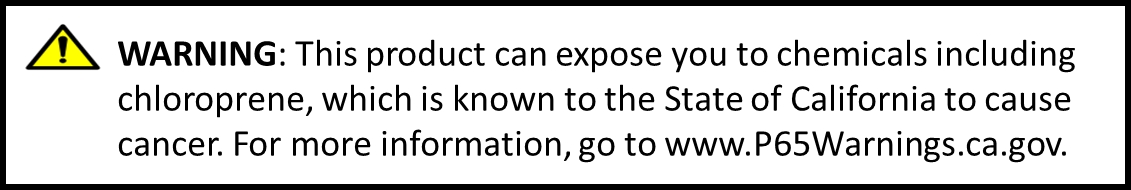 WARNING: This product can expose you to chemicals including
chloroprene, which is known to the State of California to cause
cancer. For more information, go to www.P65Warnings.ca.gov.